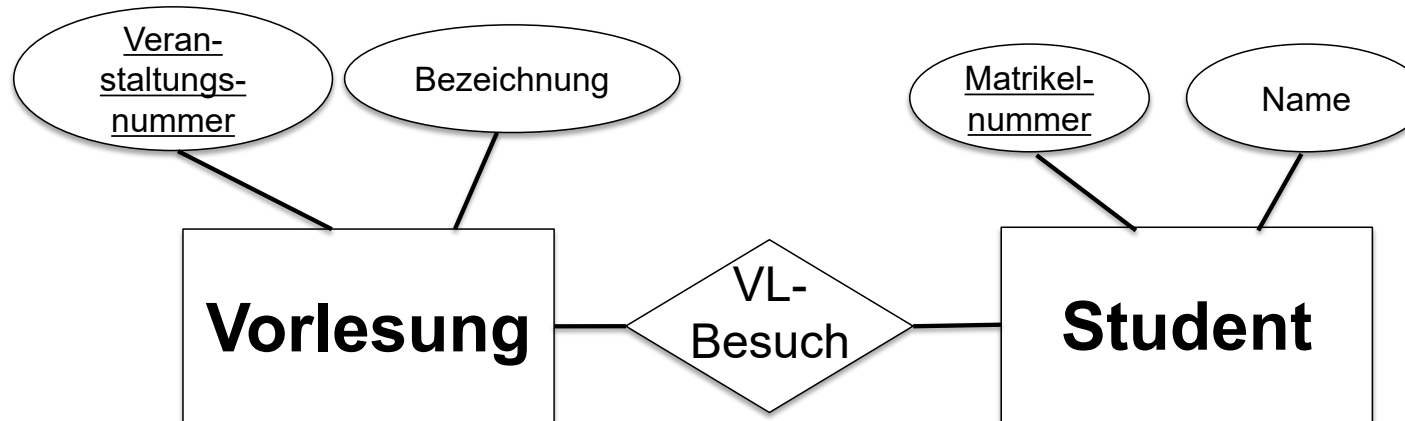 Veran-
staltungs-
nummer
Bezeichnung
Matrikel-
nummer
Name
Vorlesung
VL-
Besuch
Student